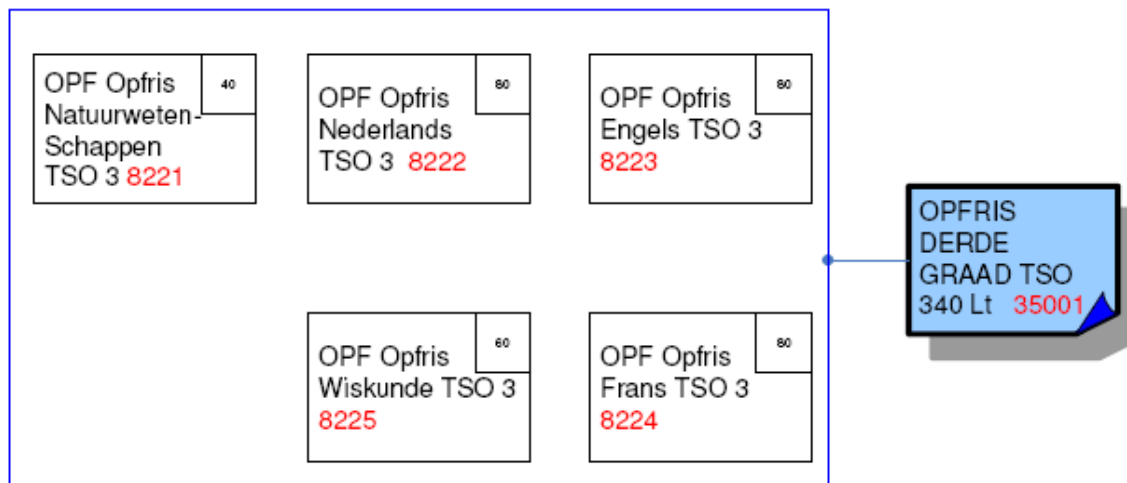 OPF Opfris
Natuurweten-
Schappen
TSO 3 8221
40
OPF Opfris
Nederlands
TSO 3 8222
80
OPF Opfris
Engels TSO 3
8223
80
OPF Opfris
Wiskunde TSO 3
8225
60
OPF Opfris
Frans TSO 3
8224
80
OPFRIS
DERDE
GRAAD TSO
340 Lt 35001